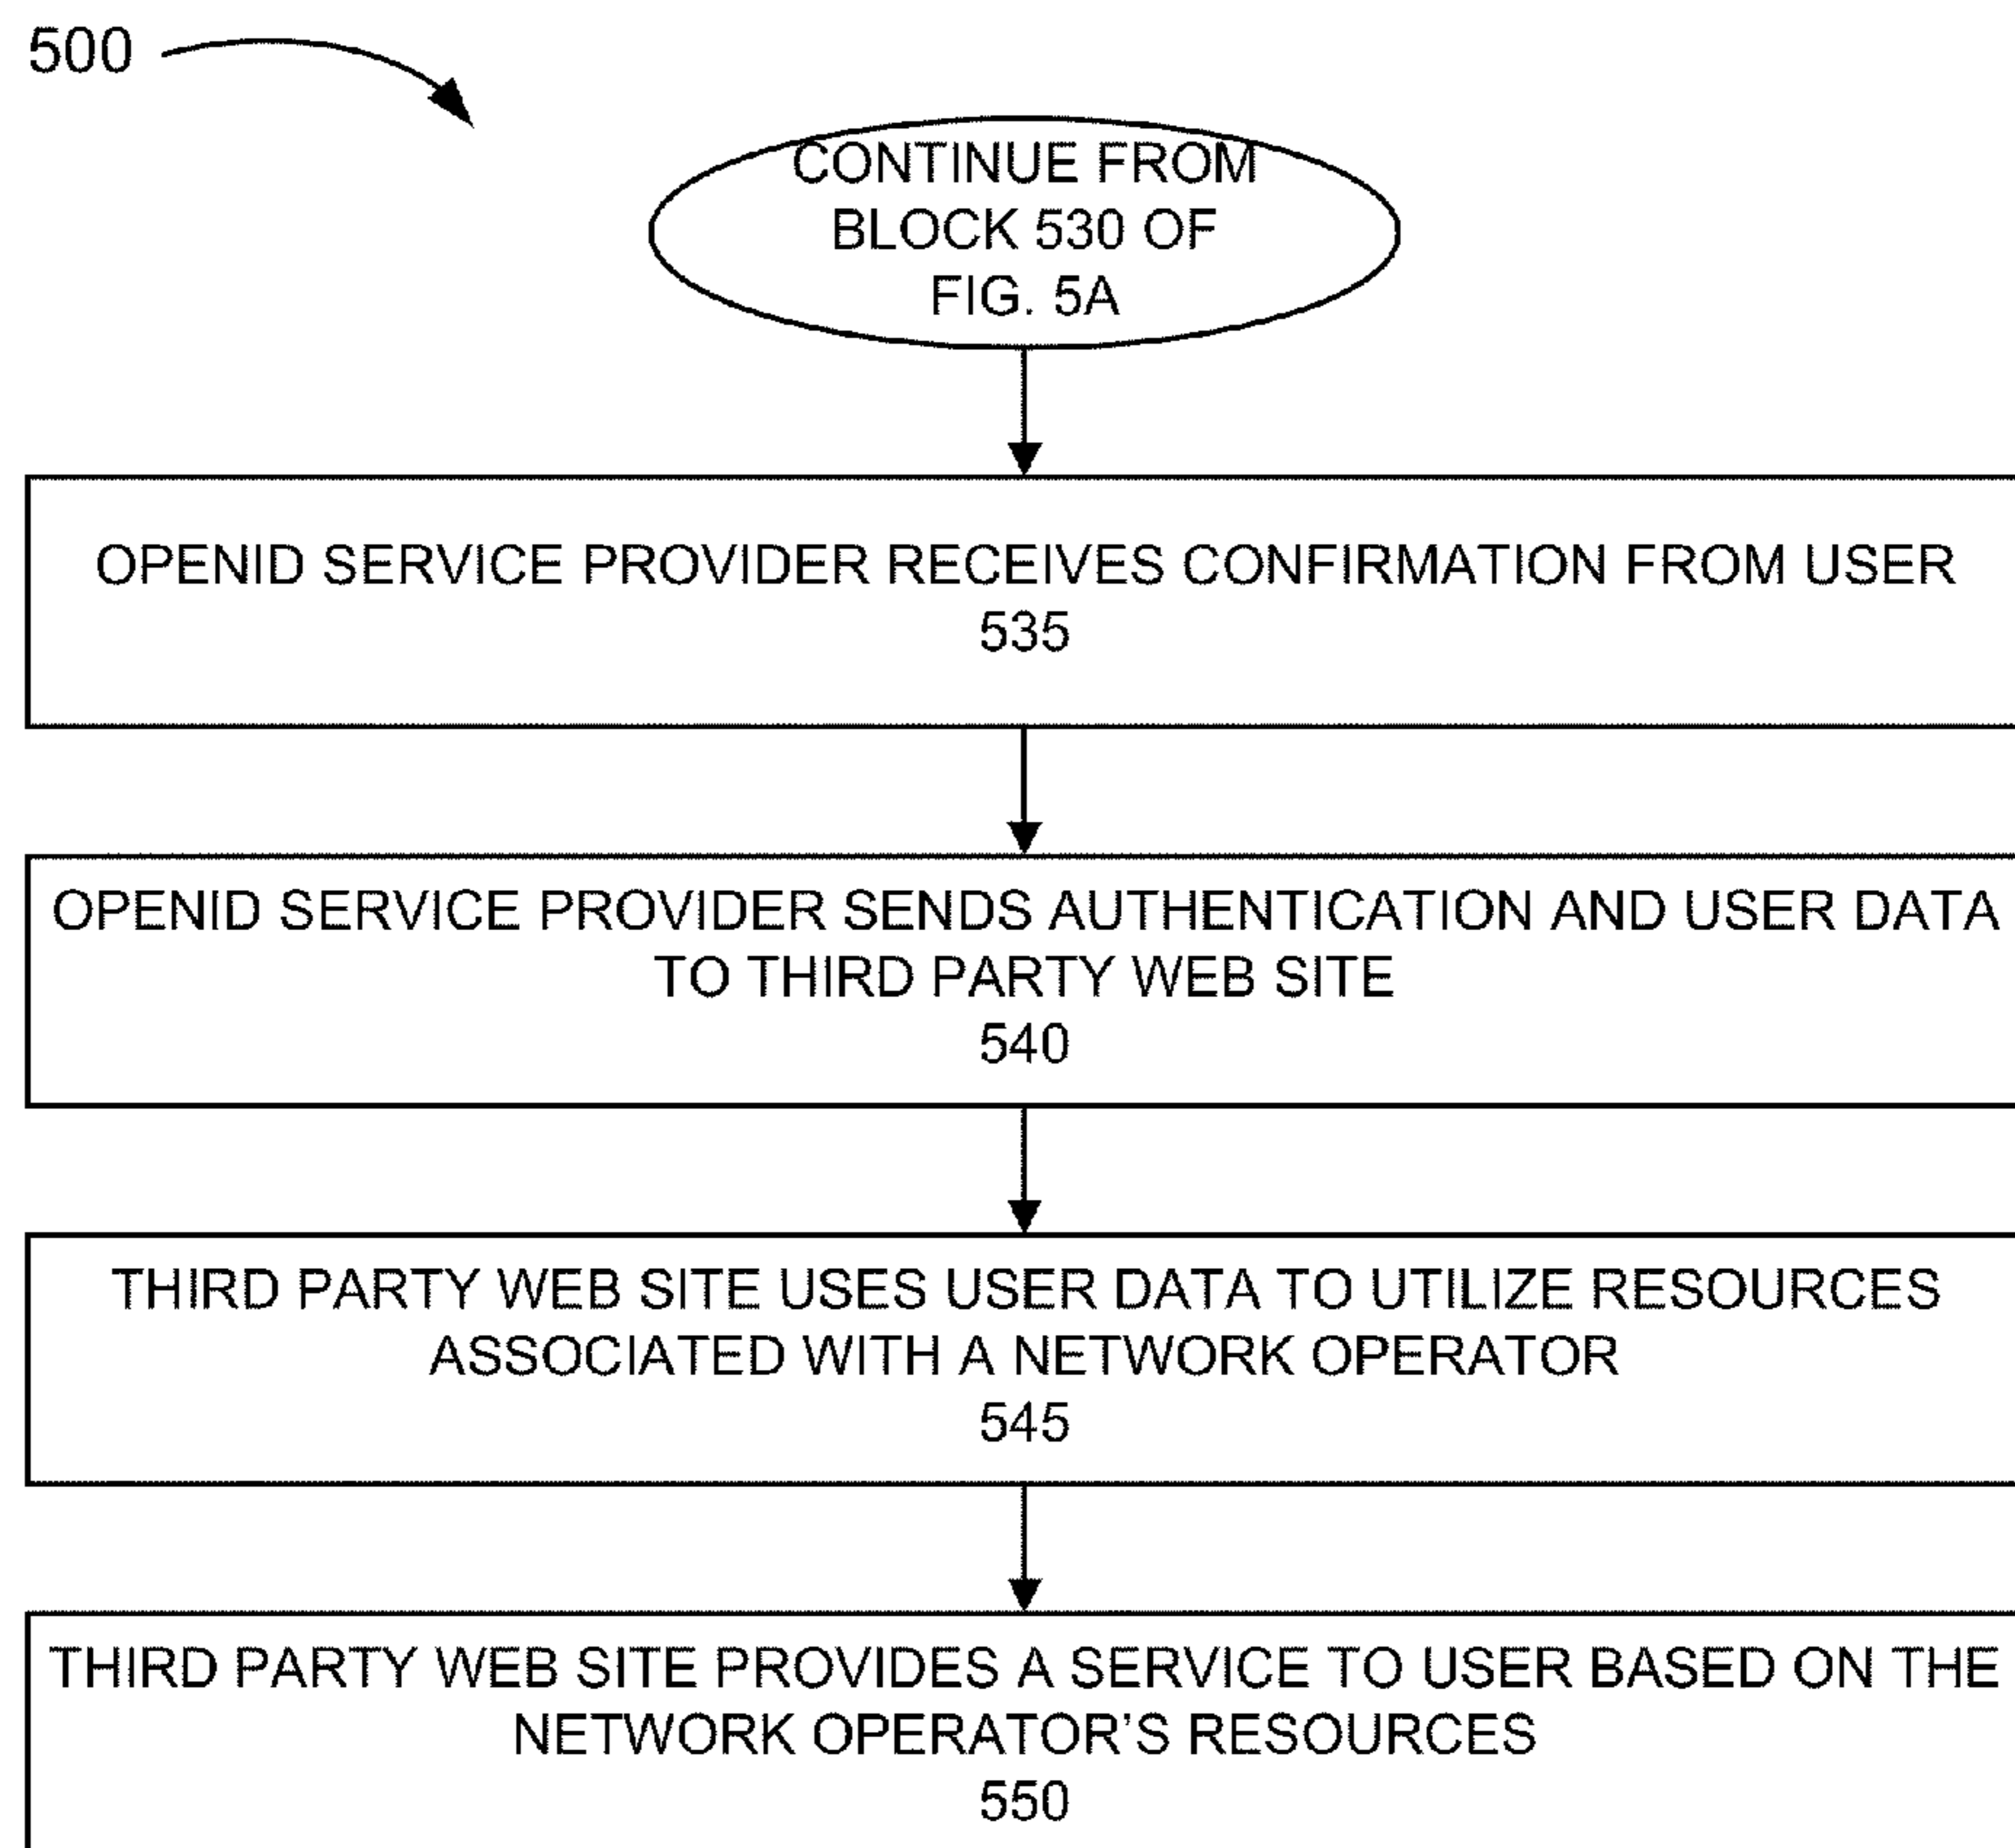 500
CONTINUE FROM
BLOCK 530 OF
FIG. 5A
OPENID SERVICE PROVIDER RECEIVES CONFIRMATION FROM USER
535
OPENID SERVICE PROVIDER SENDS AUTHENTICATION AND USER DATA
TO THIRD PARTY WEB SITE
540
THIRD PARTY WEB SITE USES USER DATA TO UTILIZE RESOURCES
ASSOCIATED WITH A NETWORK OPERATOR
545
THIRD PARTY WEB SITE PROVIDES A SERVICE TO USER BASED ON THE
NETWORK OPERATOR'S RESOURCES
550